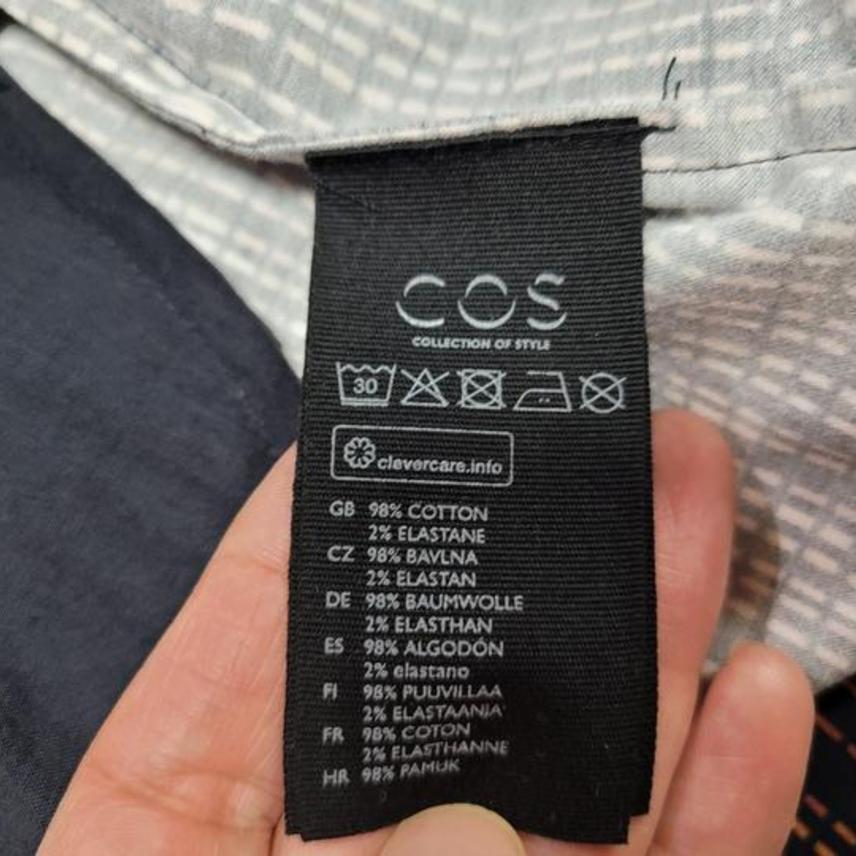 COS
COLLECTION OF STYLE
30
clevercare.info
GB 98% COTTON
2% ELASTANE
CZ 98% BAVLNA
2% ELASTAN
DE 98% BAUMWOLLE
2% ELASTHAN
ES 98% ALGODÓN
2% elastano
FI 98% PUUVILLAA
2% ELASTAANIA
FR 98% COTON
2% ELASTHANNE
HR 98% PAMUK